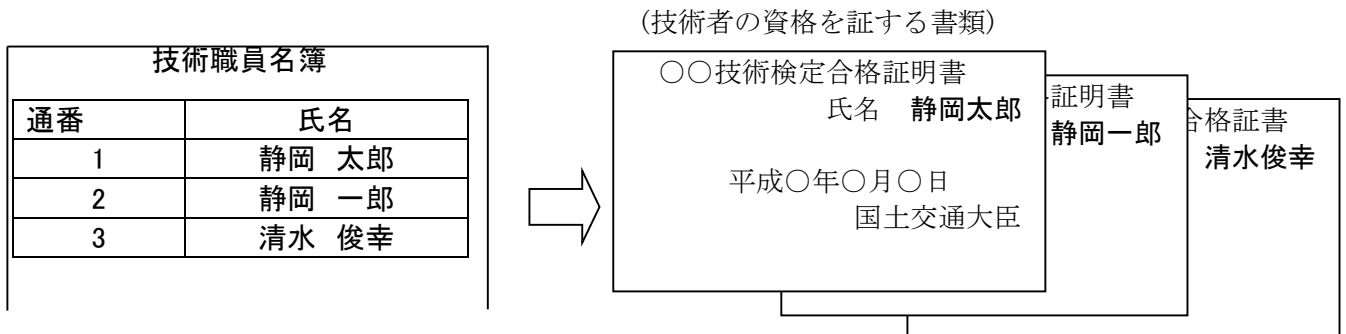 (技術者の資格を証する書類)
技術職員名簿
通番 氏名
1 静岡 太郎
2 静岡 一郎
3 清水 俊幸
○○技術検定合格証明書
氏名 静岡太郎
平成○年○月○日
国土交通大臣
証明書
静岡一郎
合格証書
清水俊幸